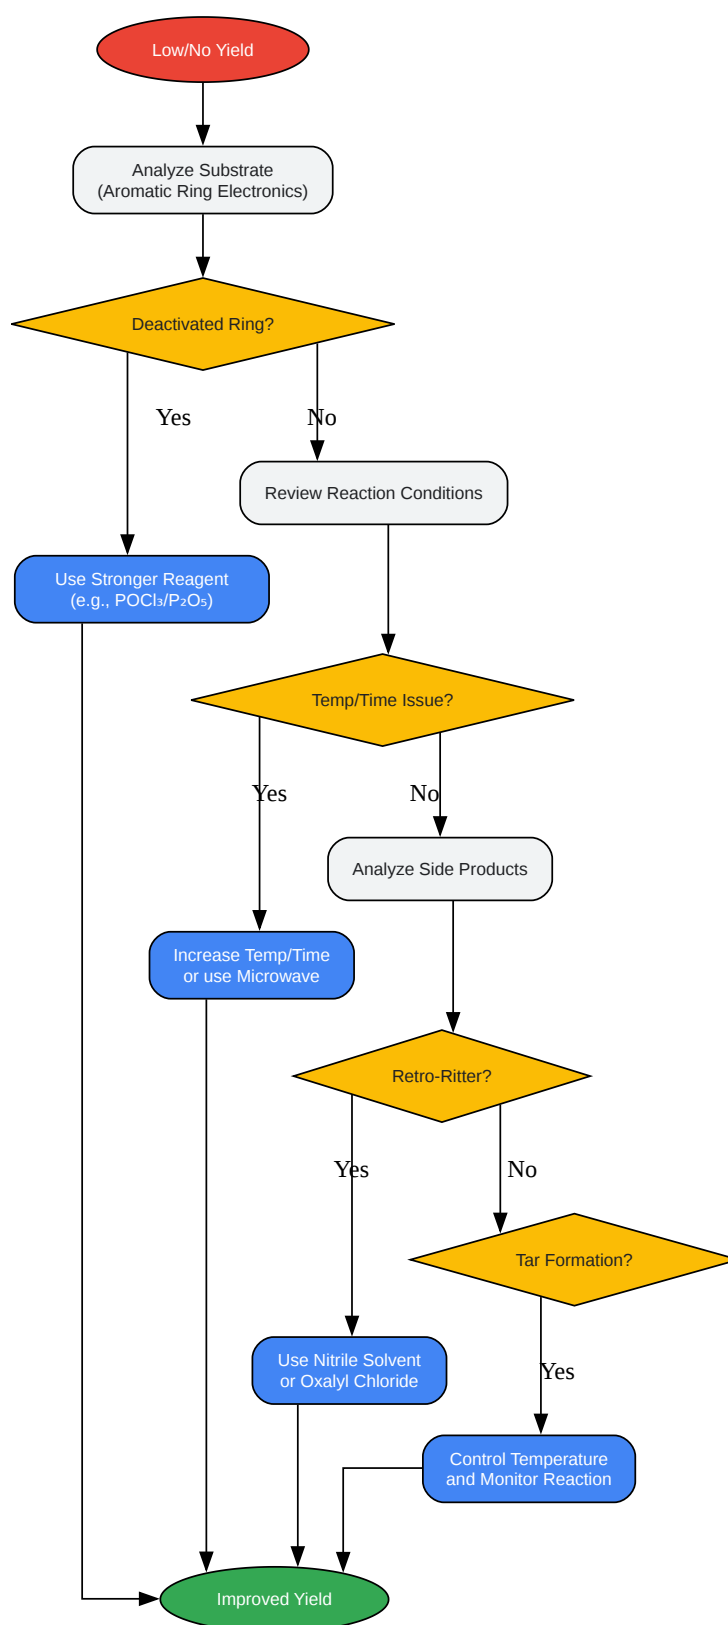 Low/No Yield
Analyze Substrate
(Aromatic Ring Electronics)
Deactivated Ring?
Yes
No
Review Reaction Conditions
Use Stronger Reagent
(e.g., POCl₃/P₂O₅)
Temp/Time Issue?
Yes
No
Analyze Side Products
Increase Temp/Time
or use Microwave
Retro-Ritter?
Yes
No
Tar Formation?
Use Nitrile Solvent
or Oxalyl Chloride
Yes
Control Temperature
and Monitor Reaction
Improved Yield